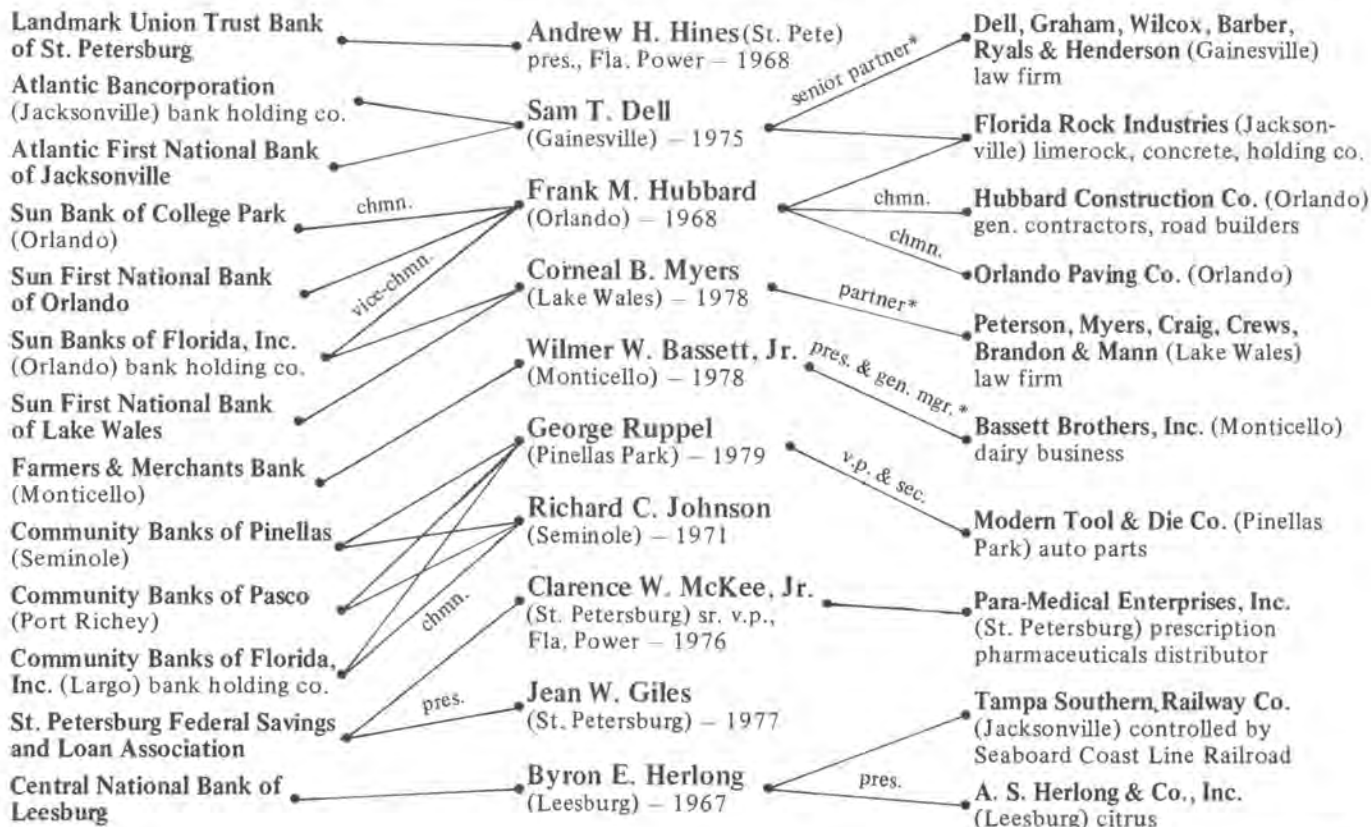 Landmark Union Trust Bank
of St. Petersburg
Atlantic Bancorporation
(Jacksonville) bank holding co.
Atlantic First National Bank
of Jacksonville
Sun Bank of College Park
(Orlando)
Sun First National Bank
of Orlando
Sun Banks of Florida, Inc.
(Orlando) bank holding co.
Sun First National Bank
of Lake Wales
Farmers & Merchants Bank
(Monticello)
Community Banks of Pinellas
(Seminole)
Community Banks of Pasco
(Port Richey)
Community Banks of Florida,
Inc. (Largo) bank holding co.
St. Petersburg Federal Savings
and Loan Association
Central National Bank of
Leesburg
chmn.
vice-chmn.
chmn.
pres.
Andrew H. Hines (St. Pete)
pres., Fla. Power – 1968
Sam T. Dell
(Gainesville) – 1975
Frank M. Hubbard
(Orlando) – 1968
Corneal B. Myers
(Lake Wales) – 1978
Wilmer W. Bassett, Jr.
(Monticello) – 1978
George Ruppel
(Pinellas Park) – 1979
Richard C. Johnson
(Seminole) – 1971
Clarence W. McKee, Jr.
(St. Petersburg) sr. v.p.,
Fla. Power – 1976
Jean W. Giles
(St. Petersburg) – 1977
Byron E. Herlong
(Leesburg) – 1967
senior partner*
chmn.
chmn.
partner*
pres. & gen. mgr.*
v.p. & sec.
pres.
Dell, Graham, Wilcox, Barber,
Ryals & Henderson (Gainesville)
law firm
Florida Rock Industries (Jackson-
ville) limerock, concrete, holding co.
Hubbard Construction Co. (Orlando)
gen. contractors, road builders
Orlando Paving Co. (Orlando)
Peterson, Myers, Craig, Crews,
Brandon & Mann (Lake Wales)
law firm
Bassett Brothers, Inc. (Monticello)
dairy business
Modern Tool & Die Co. (Pinellas
Park) auto parts
Para-Medical Enterprises, Inc.
(St. Petersburg) prescription
pharmaceuticals distributor
Tampa Southern Railway Co.
(Jacksonville) controlled by
Seaboard Coast Line Railroad
A. S. Herlong & Co., Inc.
(Leesburg) citrus